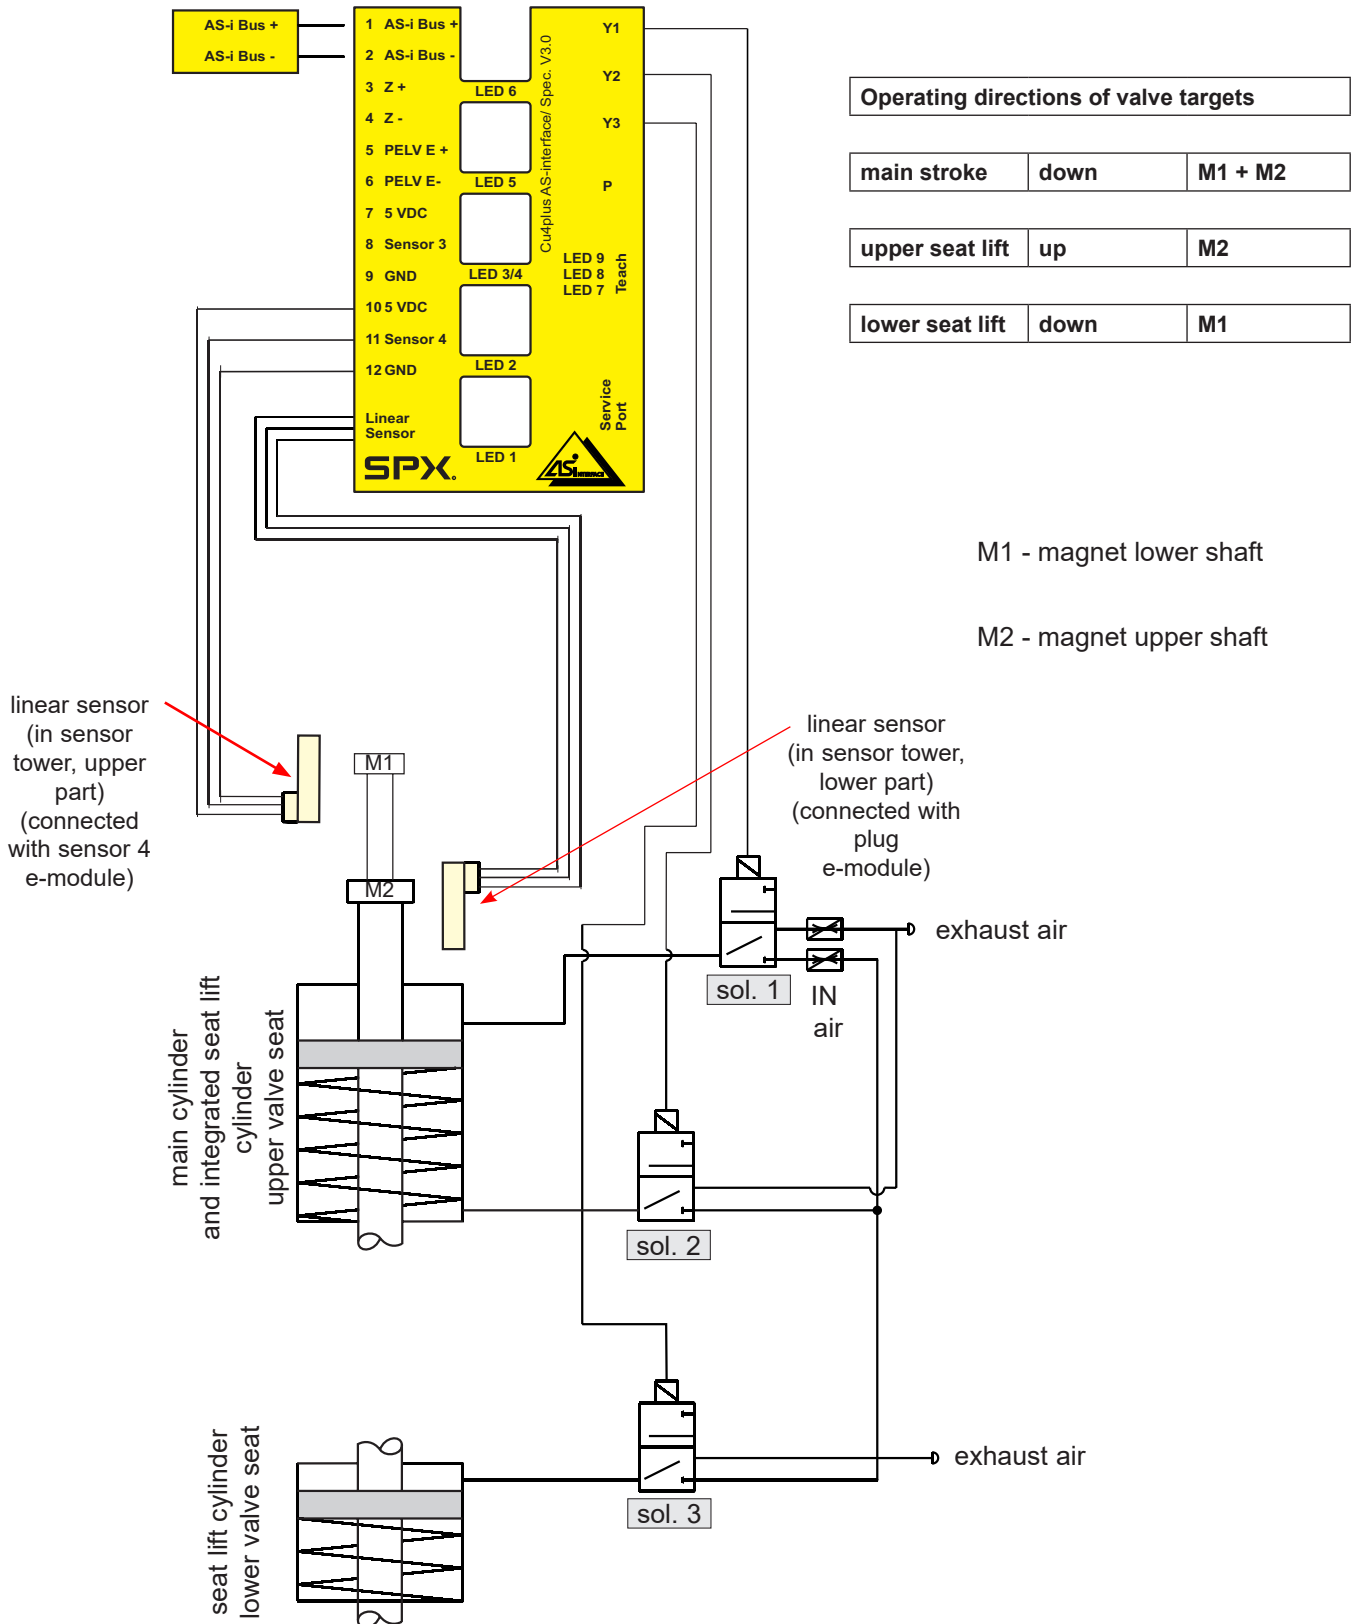 AS-i Bus +
AS-i Bus -
1 AS-i Bus +
2 AS-i Bus -
3 Z +
4 Z -
5 PELV E +
6 PELV E-
7 5 VDC
8 Sensor 3
9 GND
10 5 VDC
11 Sensor 4
12 GND
Linear
Sensor
SPX
LED 6
LED 5
LED 3/4
LED 2
LED 1
Cu4plus AS-interface/ Spec. V3.0
Y1
Y2
Y3
P
LED 9
LED 8
LED 7
Teach
Service
Port
ASi INTERFACE
Operating directions of valve targets
main stroke down M1 + M2
upper seat lift up M2
lower seat lift down M1
M1 - magnet lower shaft
M2 - magnet upper shaft
linear sensor
(in sensor
tower, upper
part)
(connected
with sensor 4
e-module)
M1
M2
linear sensor
(in sensor tower,
lower part)
(connected with
plug
e-module)
exhaust air
sol. 1
IN
air
main cylinder
and integrated seat lift
cylinder
upper valve seat
sol. 2
exhaust air
sol. 3
seat lift cylinder
lower valve seat